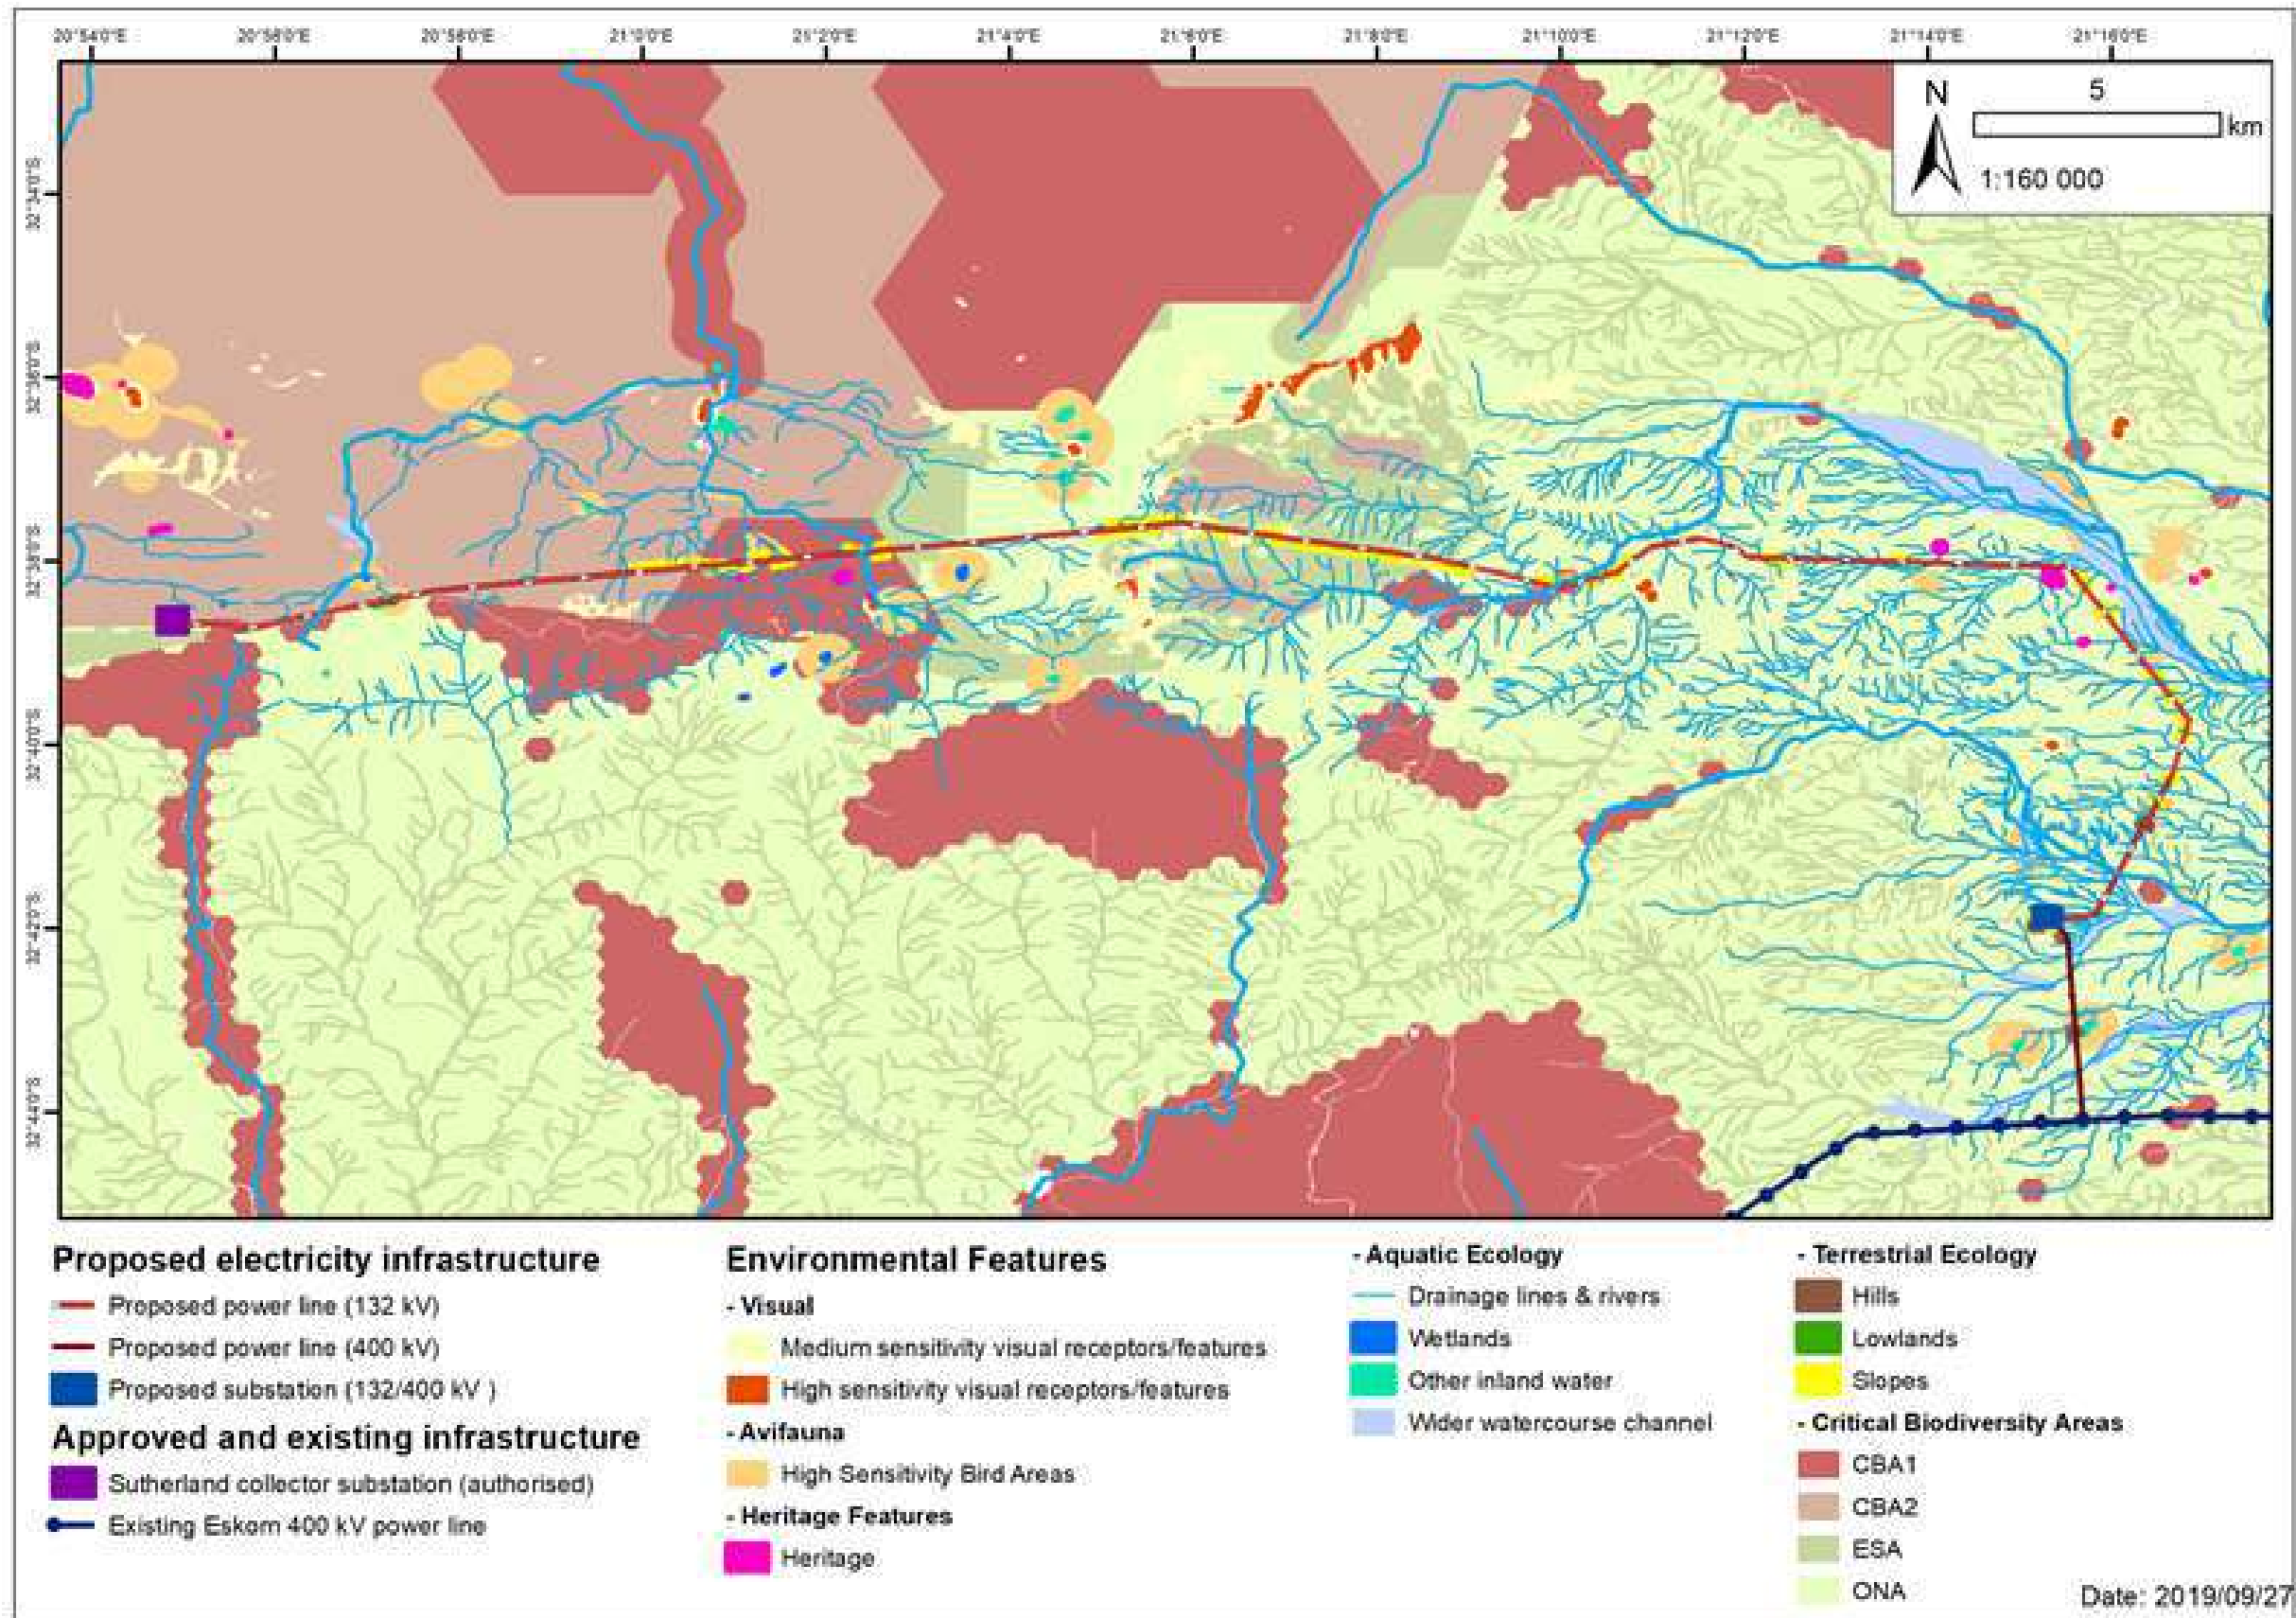 20°54'0"E 20°56'0"E 20°58'0"E 21°0'0"E 21°2'0"E 21°4'0"E 21°6'0"E 21°8'0"E 21°10'0"E 21°12'0"E 21°14'0"E 21°16'0"E
32°34'0"S
32°36'0"S
32°38'0"S
32°40'0"S
32°42'0"S
32°44'0"S
N
5
km
1:160 000
Proposed electricity infrastructure
Proposed power line (132 kV)
Proposed power line (400 kV)
Proposed substation (132/400 kV )
Approved and existing infrastructure
Sutherland collector substation (authorised)
Existing Eskom 400 kV power line
Environmental Features
- Visual
Medium sensitivity visual receptors/features
High sensitivity visual receptors/features
- Avifauna
High Sensitivity Bird Areas
- Heritage Features
Heritage
- Aquatic Ecology
Drainage lines & rivers
Wetlands
Other inland water
Wider watercourse channel
- Terrestrial Ecology
Hills
Lowlands
Slopes
- Critical Biodiversity Areas
CBA1
CBA2
ESA
ONA
Date: 2019/09/27